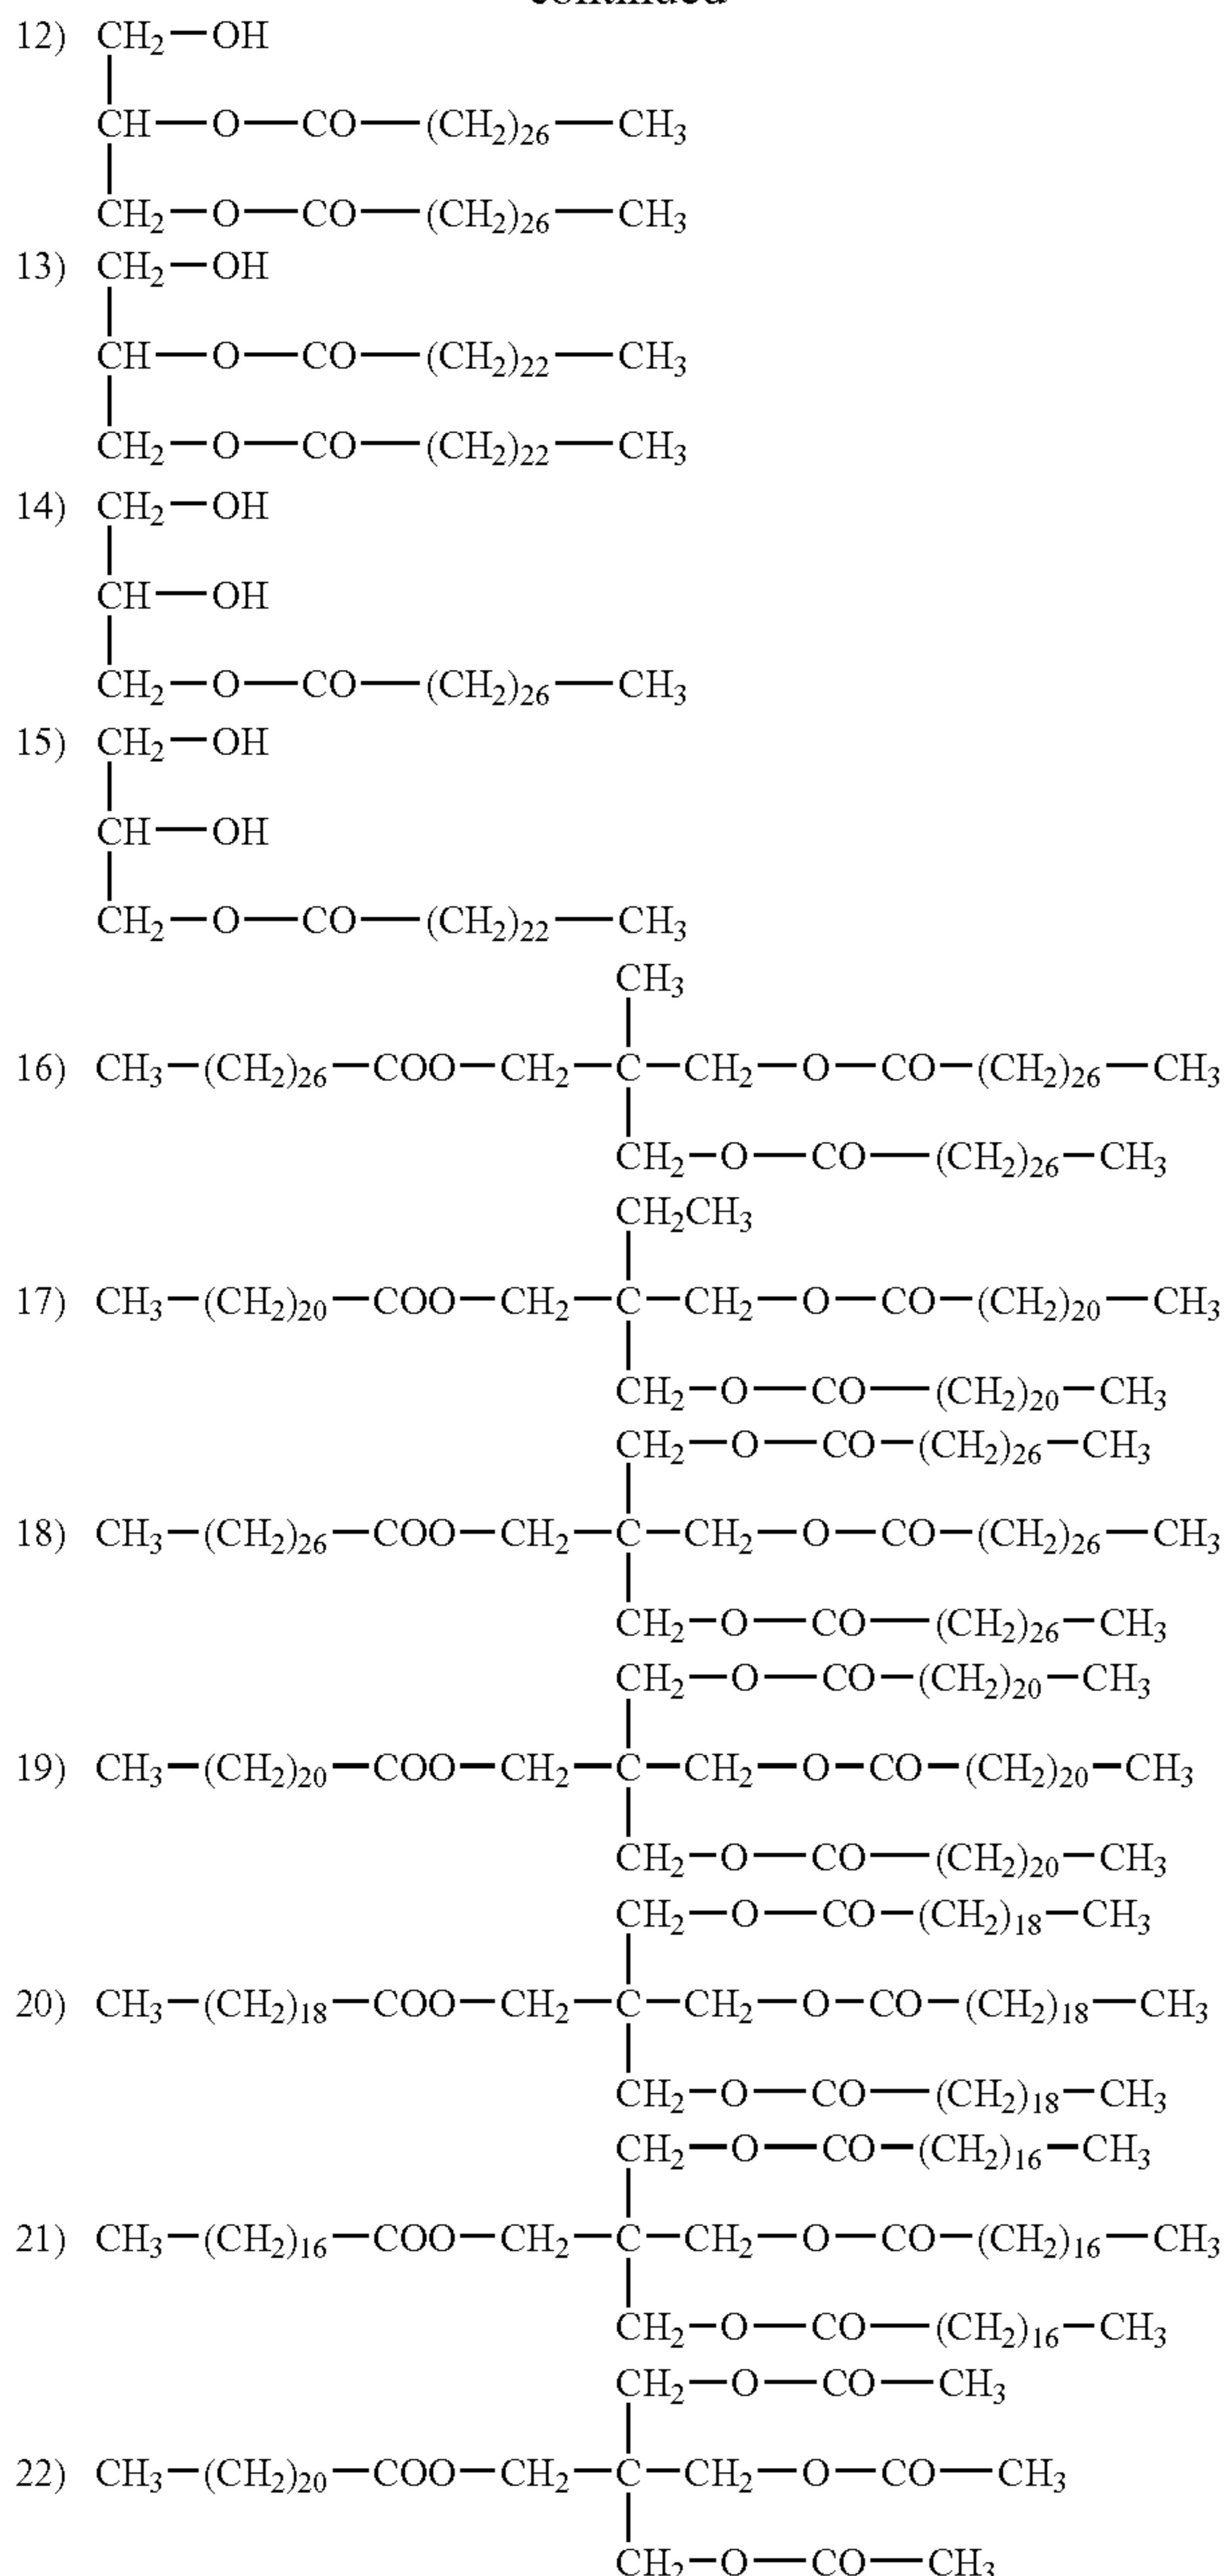 continued
12) CH₂—OH
CH—O—CO—(CH₂)₂₆—CH₃
CH₂—O—CO—(CH₂)₂₆—CH₃
13) CH₂—OH
CH—O—CO—(CH₂)₂₂—CH₃
CH₂—O—CO—(CH₂)₂₂—CH₃
14) CH₂—OH
CH—OH
CH₂—O—CO—(CH₂)₂₆—CH₃
15) CH₂—OH
CH—OH
CH₂—O—CO—(CH₂)₂₂—CH₃
CH₃
16) CH₃—(CH₂)₂₆—COO—CH₂—C—CH₂—O—CO—(CH₂)₂₆—CH₃
CH₂—O—CO—(CH₂)₂₆—CH₃
CH₂CH₃
17) CH₃—(CH₂)₂₀—COO—CH₂—C—CH₂—O—CO—(CH₂)₂₀—CH₃
CH₂—O—CO—(CH₂)₂₀—CH₃
CH₂—O—CO—(CH₂)₂₆—CH₃
18) CH₃—(CH₂)₂₆—COO—CH₂—C—CH₂—O—CO—(CH₂)₂₆—CH₃
CH₂—O—CO—(CH₂)₂₆—CH₃
CH₂—O—CO—(CH₂)₂₀—CH₃
19) CH₃—(CH₂)₂₀—COO—CH₂—C—CH₂—O—CO—(CH₂)₂₀—CH₃
CH₂—O—CO—(CH₂)₂₀—CH₃
CH₂—O—CO—(CH₂)₁₈—CH₃
20) CH₃—(CH₂)₁₈—COO—CH₂—C—CH₂—O—CO—(CH₂)₁₈—CH₃
CH₂—O—CO—(CH₂)₁₈—CH₃
CH₂—O—CO—(CH₂)₁₆—CH₃
21) CH₃—(CH₂)₁₆—COO—CH₂—C—CH₂—O—CO—(CH₂)₁₆—CH₃
CH₂—O—CO—(CH₂)₁₆—CH₃
CH₂—O—CO—CH₃
22) CH₃—(CH₂)₂₀—COO—CH₂—C—CH₂—O—CO—CH₃
CH₂—O—CO—CH₃